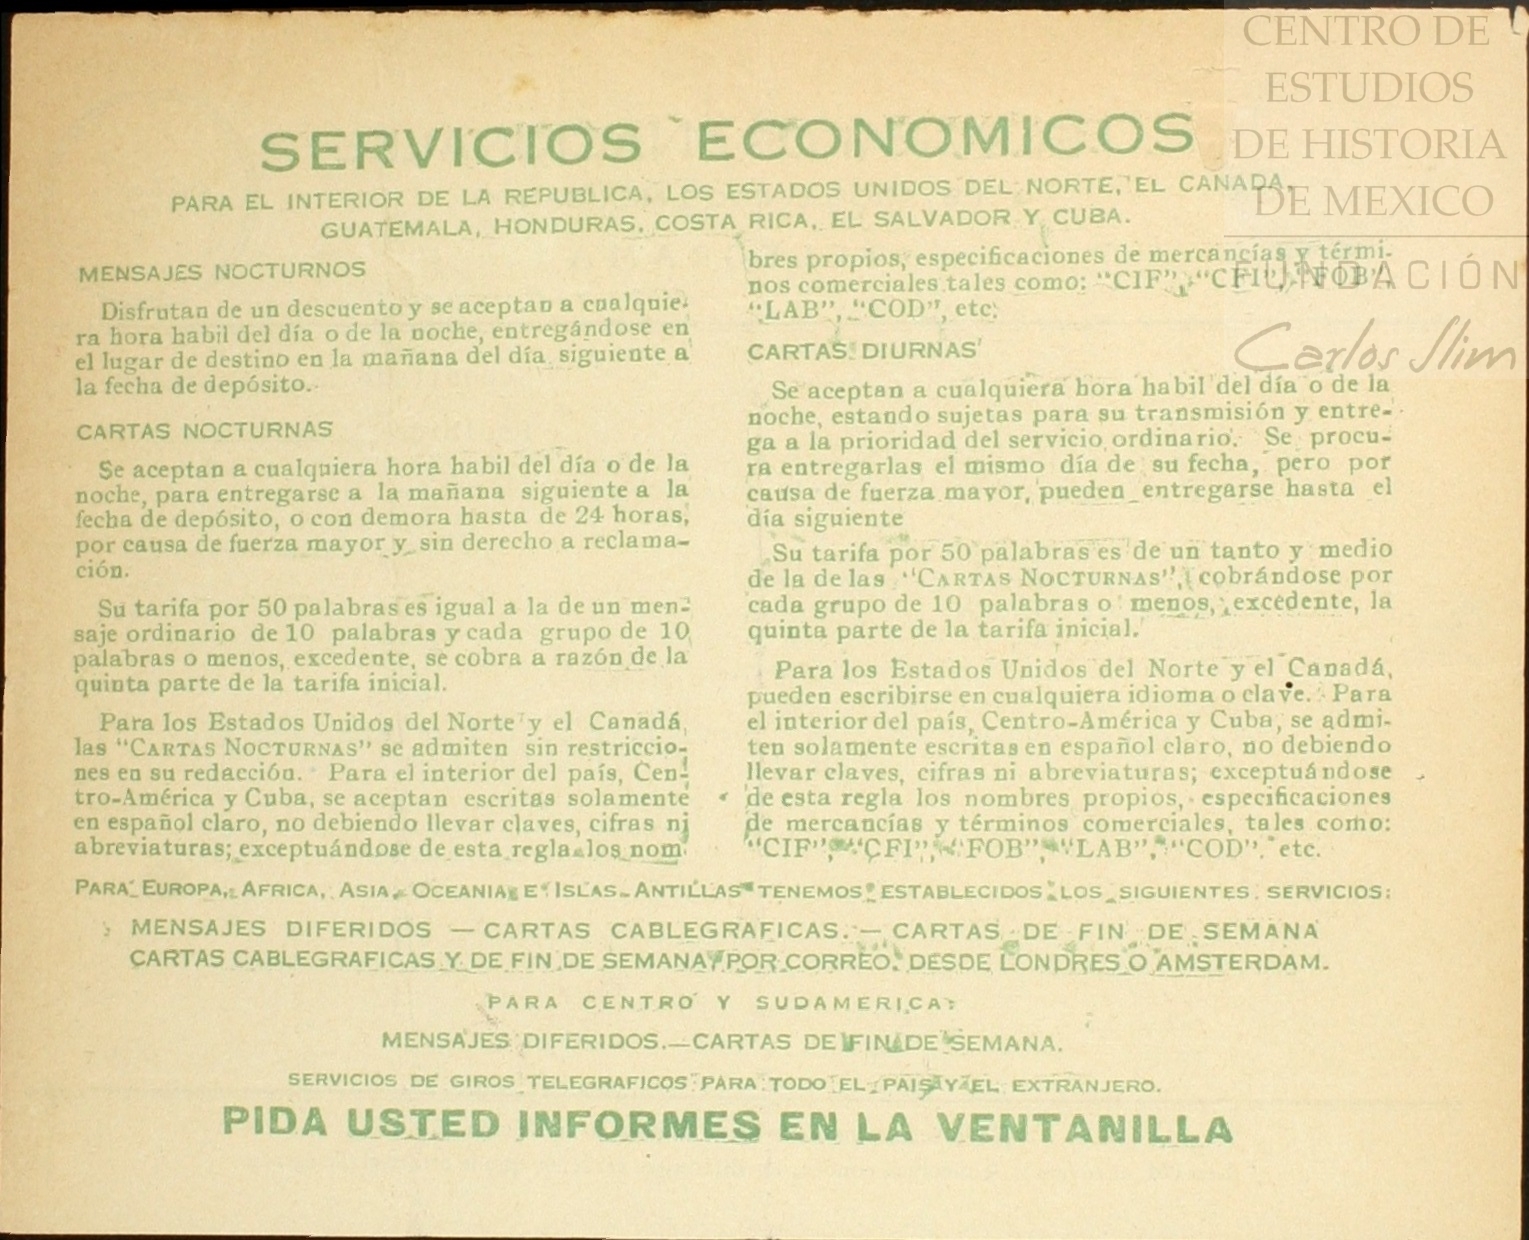 CENTRO DE
ESTUDIOS
DE HISTORIA
DE MEXICO
FUNDACIÓN
Carlos Slim
SERVICIOS ECONOMICOS
PARA EL INTERIOR DE LA REPUBLICA, LOS ESTADOS UNIDOS DEL NORTE, EL CANADA,
GUATEMALA, HONDURAS, COSTA RICA, EL SALVADOR Y CUBA.
MENSAJES NOCTURNOS
Disfrutan de un descuento y se aceptan a cualquie-
ra hora habil del día o de la noche, entregándose en
el lugar de destino en la mañana del día siguiente a
la fecha de depósito.
CARTAS NOCTURNAS
Se aceptan a cualquiera hora habil del día o de la
noche, para entregarse a la mañana siguiente a la
fecha de depósito, o con demora hasta de 24 horas,
por causa de fuerza mayor y sin derecho a reclama-
ción.
Su tarifa por 50 palabras es igual a la de un men-
saje ordinario de 10 palabras y cada grupo de 10
palabras o menos, excedente, se cobra a razón de la
quinta parte de la tarifa inicial.
Para los Estados Unidos del Norte y el Canadá,
las "CARTAS NOCTURNAS" se admiten sin restriccio-
nes en su redacción. Para el interior del país, Cen-
tro-América y Cuba, se aceptan escritas solamente
en español claro, no debiendo llevar claves, cifras ni
abreviaturas; exceptuándose de esta regla los nom-
bres propios, especificaciones de mercancías y térmi-
nos comerciales tales como: "CIF", "CFI", "FOB",
"LAB", "COD", etc.
CARTAS DIURNAS
Se aceptan a cualquiera hora habil del día o de la
noche, estando sujetas para su transmisión y entre-
ga a la prioridad del servicio ordinario. Se procu-
ra entregarlas el mismo día de su fecha, pero por
causa de fuerza mayor, pueden entregarse hasta el
día siguiente
Su tarifa por 50 palabras es de un tanto y medio
de la de las "CARTAS NOCTURNAS", cobrándose por
cada grupo de 10 palabras o menos, excedente, la
quinta parte de la tarifa inicial.
Para los Estados Unidos del Norte y el Canadá,
pueden escribirse en cualquiera idioma o clave. Para
el interior del país, Centro-América y Cuba, se admi-
ten solamente escritas en español claro, no debiendo
llevar claves, cifras ni abreviaturas; exceptuándose
de esta regla los nombres propios, especificaciones
de mercancías y términos comerciales, tales como:
"CIF", "CFI", "FOB", "LAB", "COD". etc.
PARA EUROPA, AFRICA, ASIA, OCEANIA E ISLAS ANTILLAS TENEMOS ESTABLECIDOS LOS SIGUIENTES SERVICIOS:
MENSAJES DIFERIDOS — CARTAS CABLEGRAFICAS. — CARTAS DE FIN DE SEMANA
CARTAS CABLEGRAFICAS Y DE FIN DE SEMANA POR CORREO. DESDE LONDRES O AMSTERDAM.
PARA CENTRO Y SUDAMERICA:
MENSAJES DIFERIDOS.—CARTAS DE FIN DE SEMANA.
SERVICIOS DE GIROS TELEGRAFICOS PARA TODO EL PAIS Y EL EXTRANJERO.
PIDA USTED INFORMES EN LA VENTANILLA